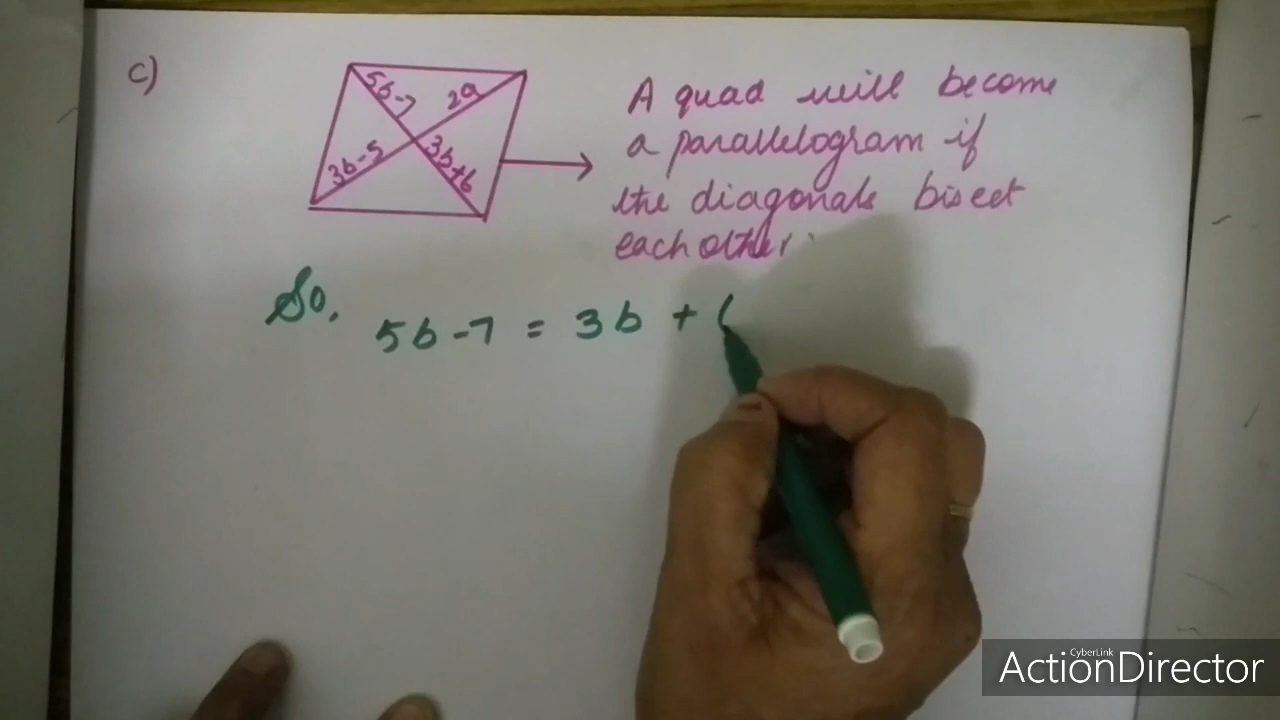 c)
5b-7
2a
3b-5
3b+6
A quad will become
a parallelogram if
the diagonals bisect
each other.
So,
5b-7 = 3b + 6
CyberLink
ActionDirector